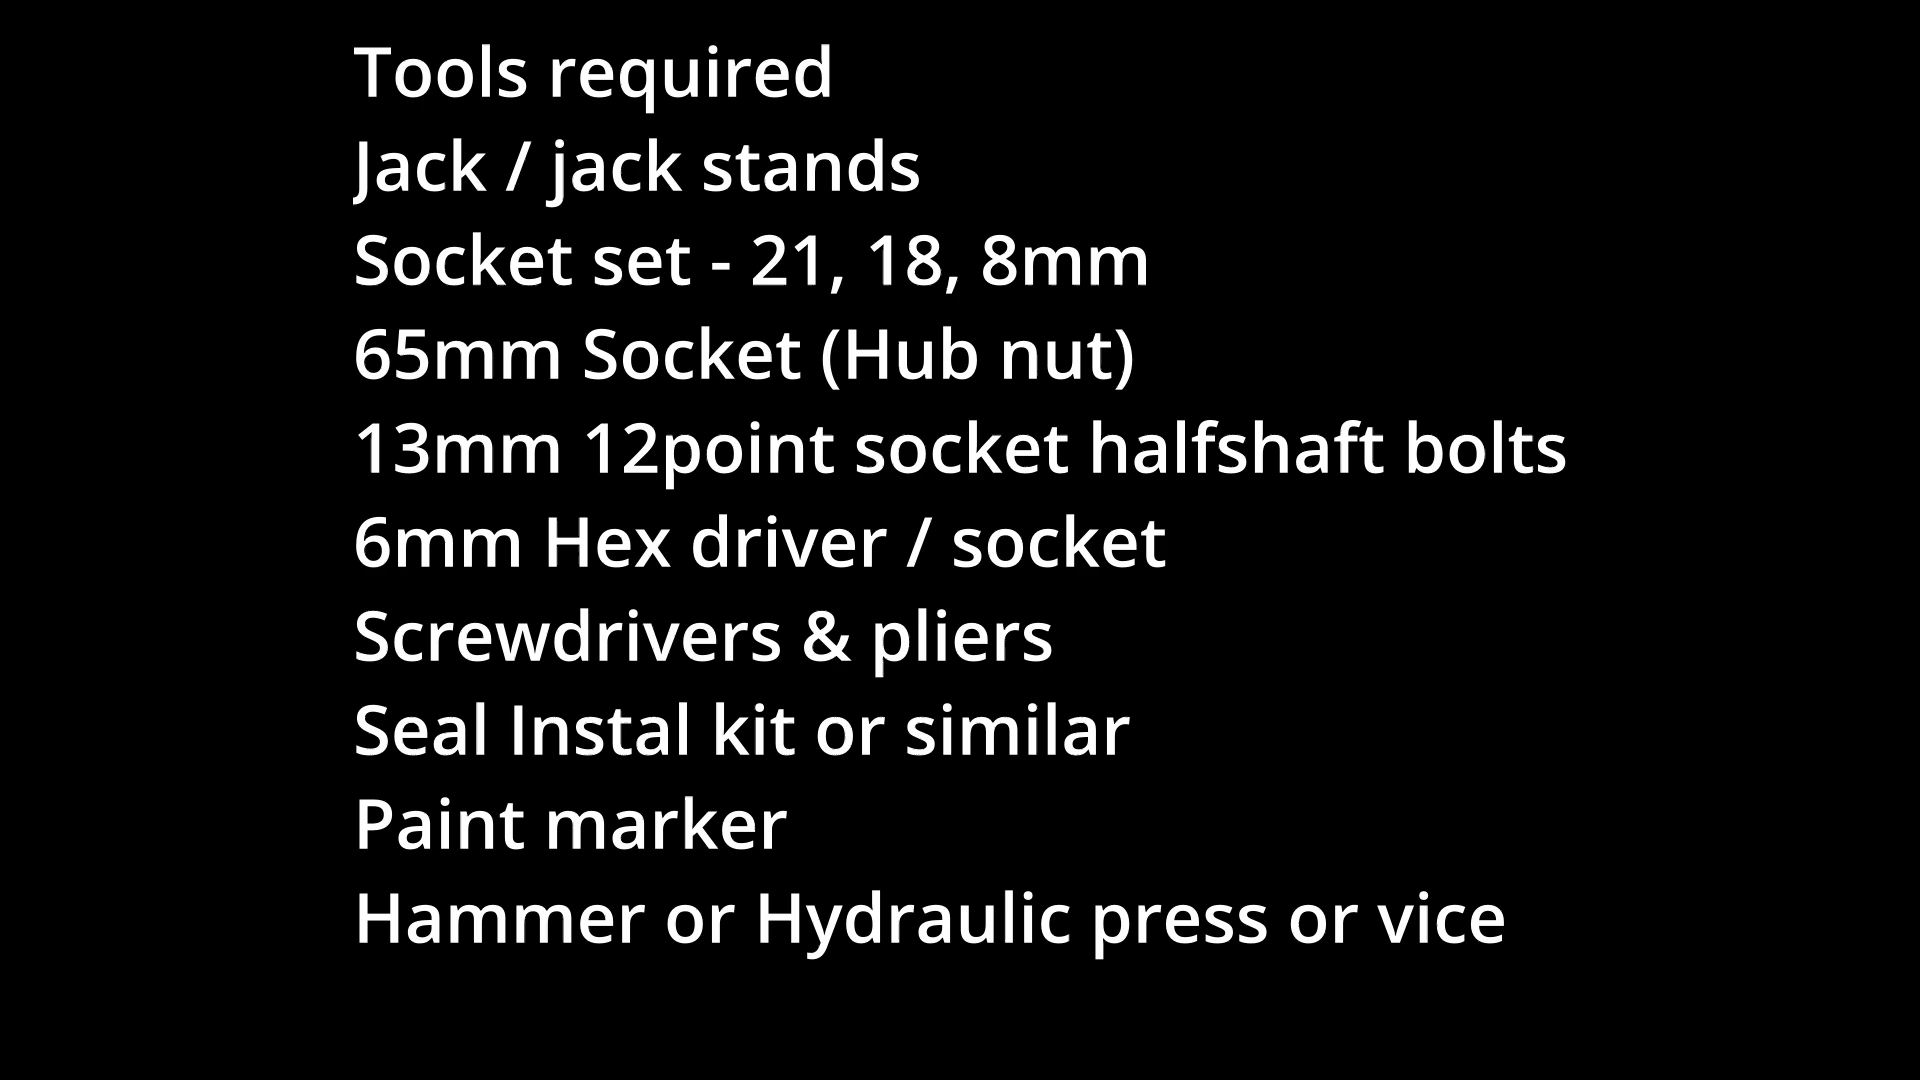 Tools required
Jack / jack stands
Socket set - 21, 18, 8mm
65mm Socket (Hub nut)
13mm 12point socket halfshaft bolts
6mm Hex driver / socket
Screwdrivers & pliers
Seal Instal kit or similar
Paint marker
Hammer or Hydraulic press or vice